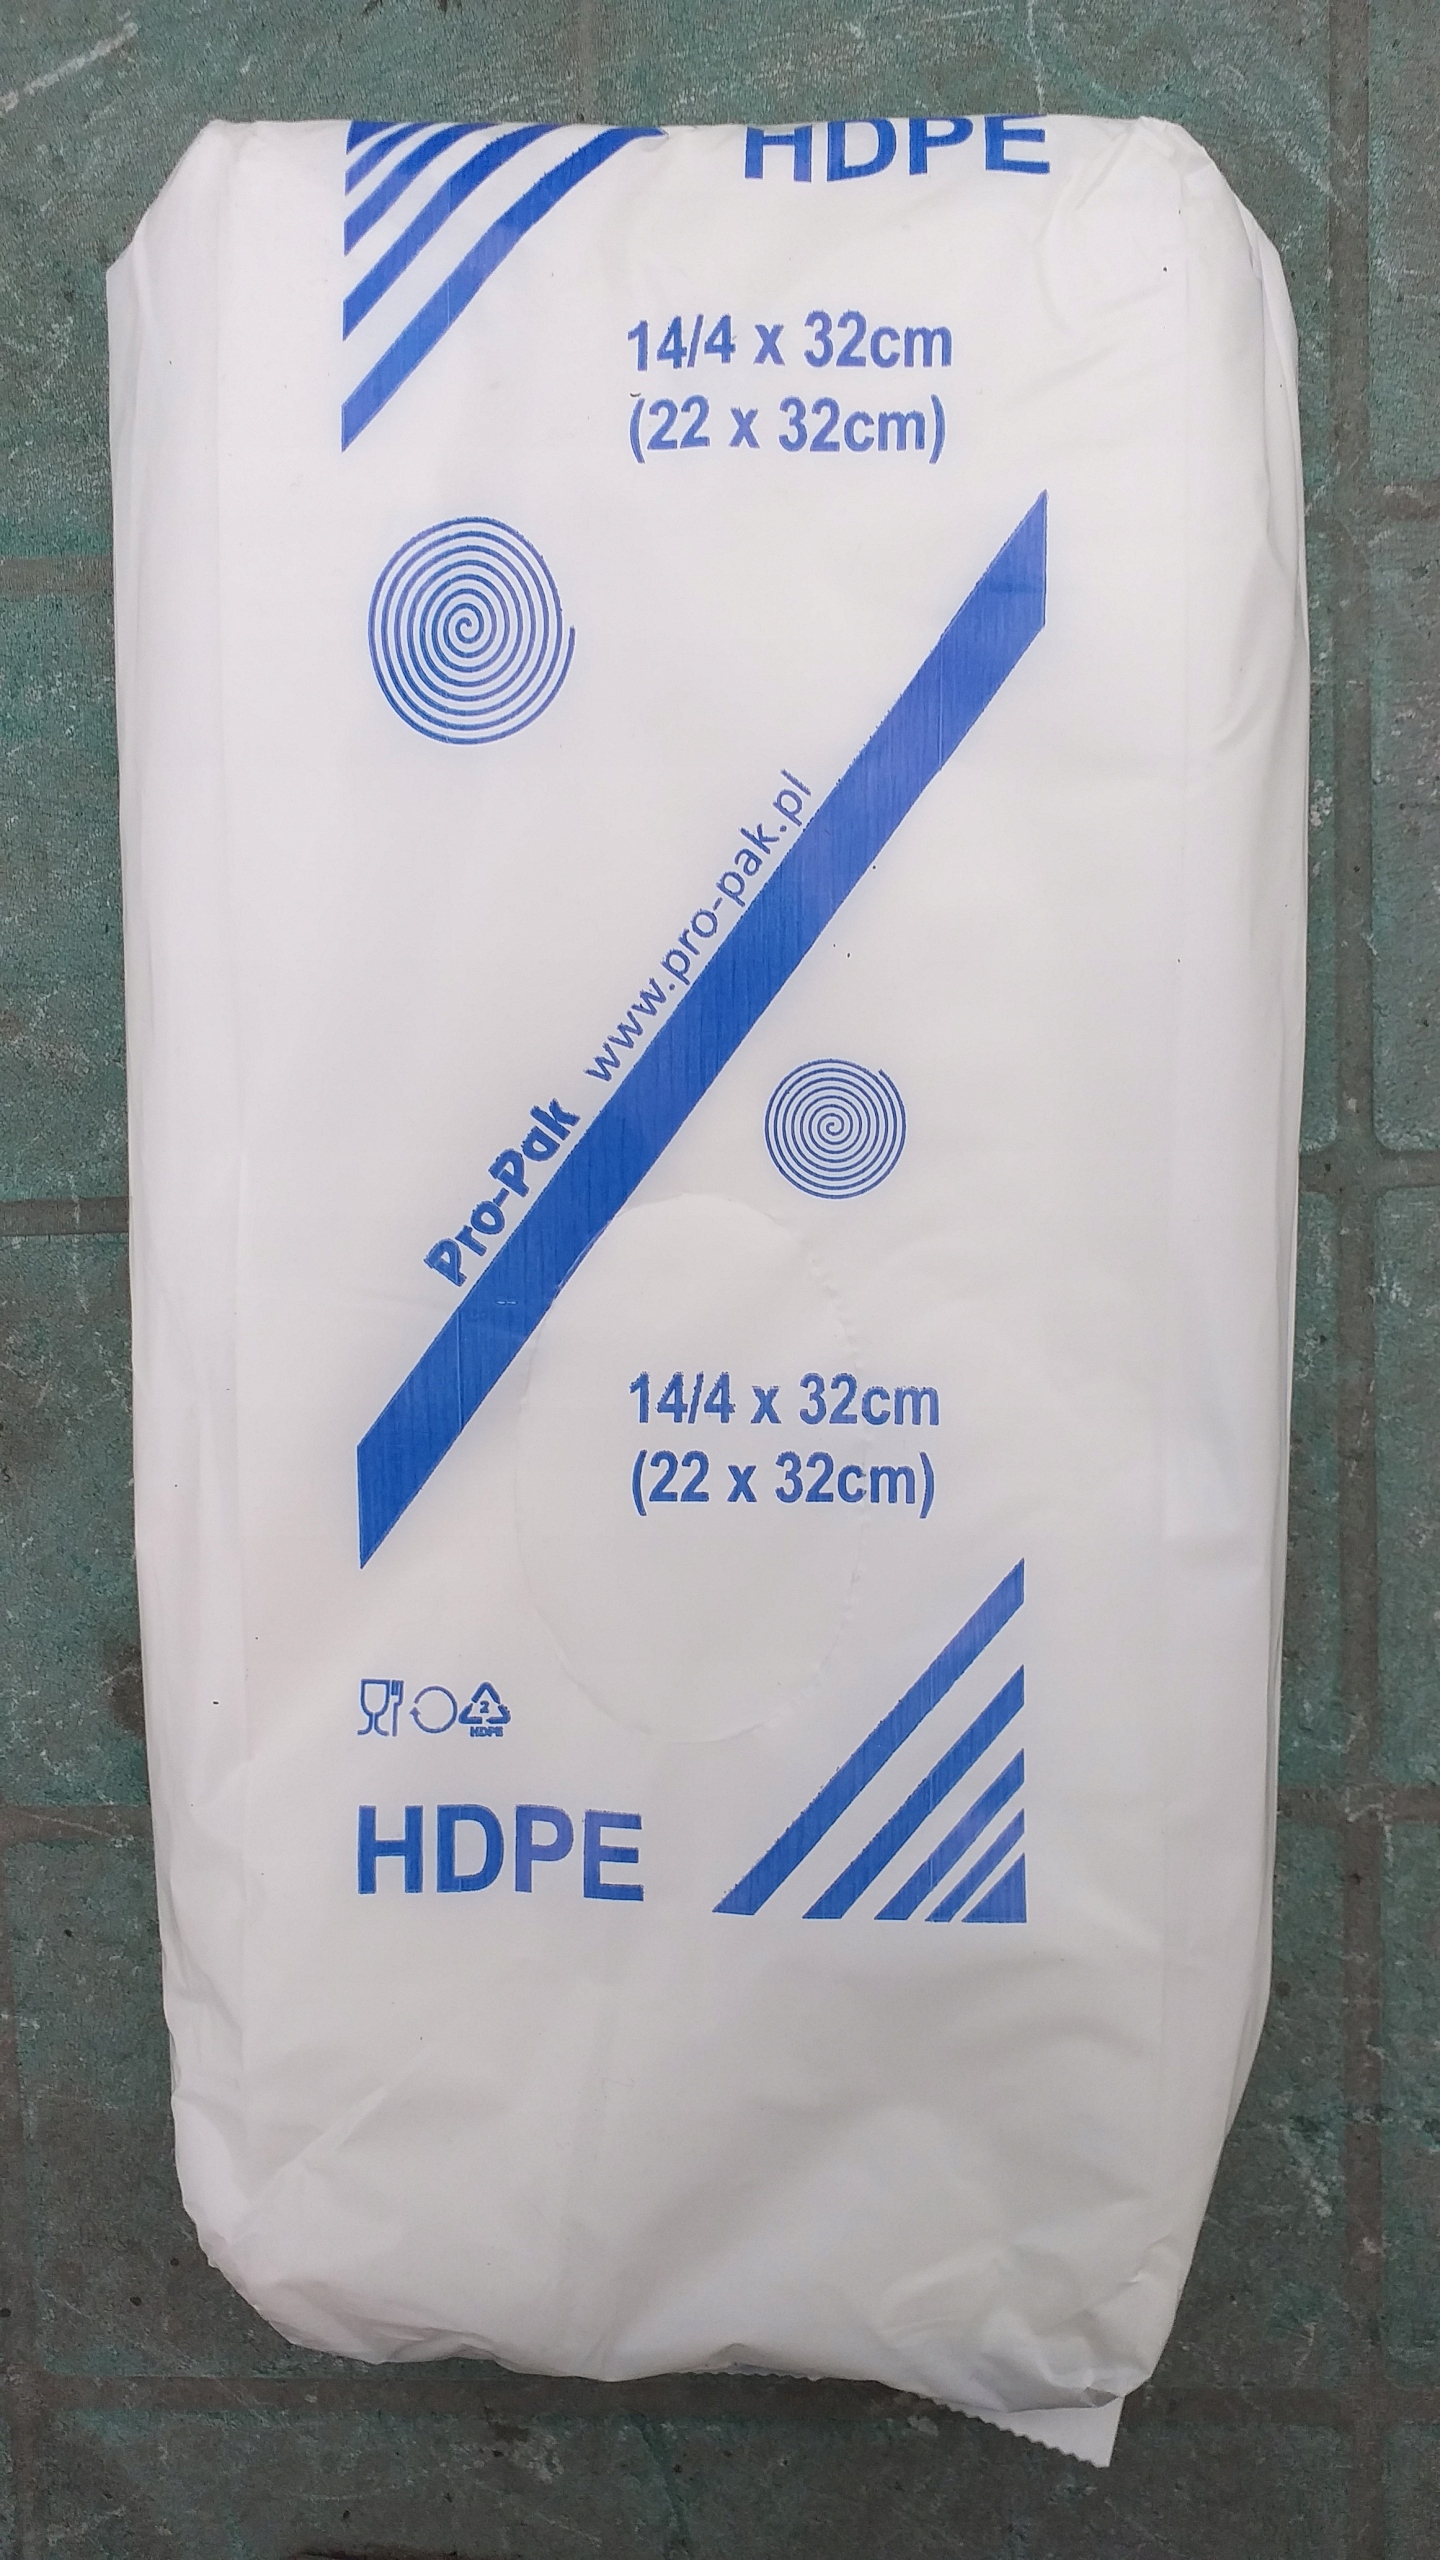 HDPE
14/4 x 32cm
(22 x 32cm)
Pro-Pak www.pro-pak.pl
14/4 x 32cm
(22 x 32cm)
2
HDPE
HDPE